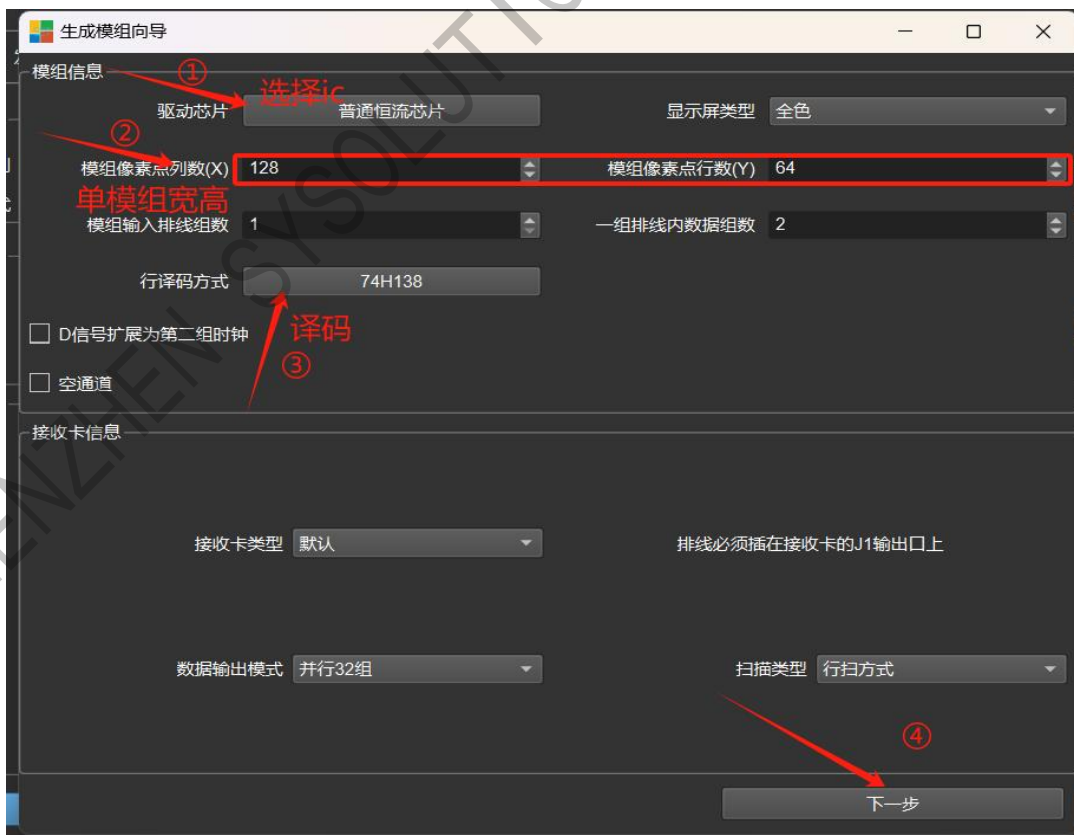 生成模组向导
模组信息
①
选择ic
驱动芯片 普通恒流芯片 显示屏类型 全色
②
模组像素点列数(X) 128 模组像素点行数(Y) 64
单模组宽高
模组输入排线组数 1 一组排线内数据组数 2
行译码方式 74H138
D信号扩展为第二组时钟
译码
③
空通道
接收卡信息
接收卡类型 默认 排线必须插在接收卡的J1输出口上
数据输出模式 并行32组 扫描类型 行扫方式
④
下一步
ENZHEN SYSOLUTIO